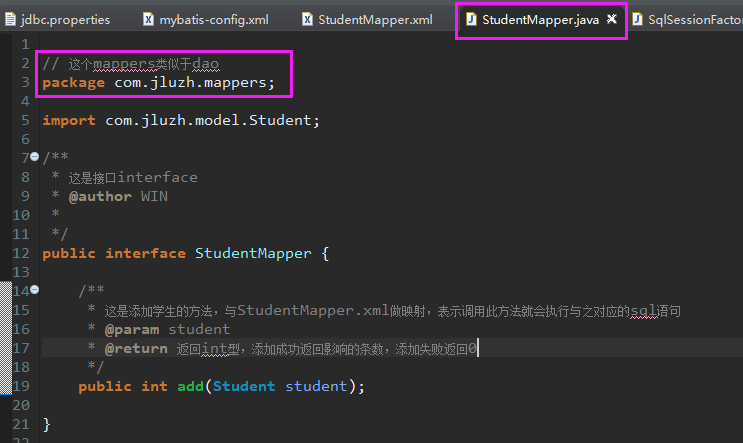 jdbc.properties mybatis-config.xml StudentMapper.xml StudentMapper.java SqlSessionFactor
1
2 // 这个mappers类似于dao
3 package com.jluzh.mappers;
4
5 import com.jluzh.model.Student;
6
7 /**
8 * 这是接口interface
9 * @author WIN
10 *
11 */
12 public interface StudentMapper {
13
14 /**
15 * 这是添加学生的方法，与StudentMapper.xml做映射，表示调用此方法就会执行与之对应的sql语句
16 * @param student
17 * @return 返回int型，添加成功返回影响的条数，添加失败返回0
18 */
19 public int add(Student student);
20
21 }
22